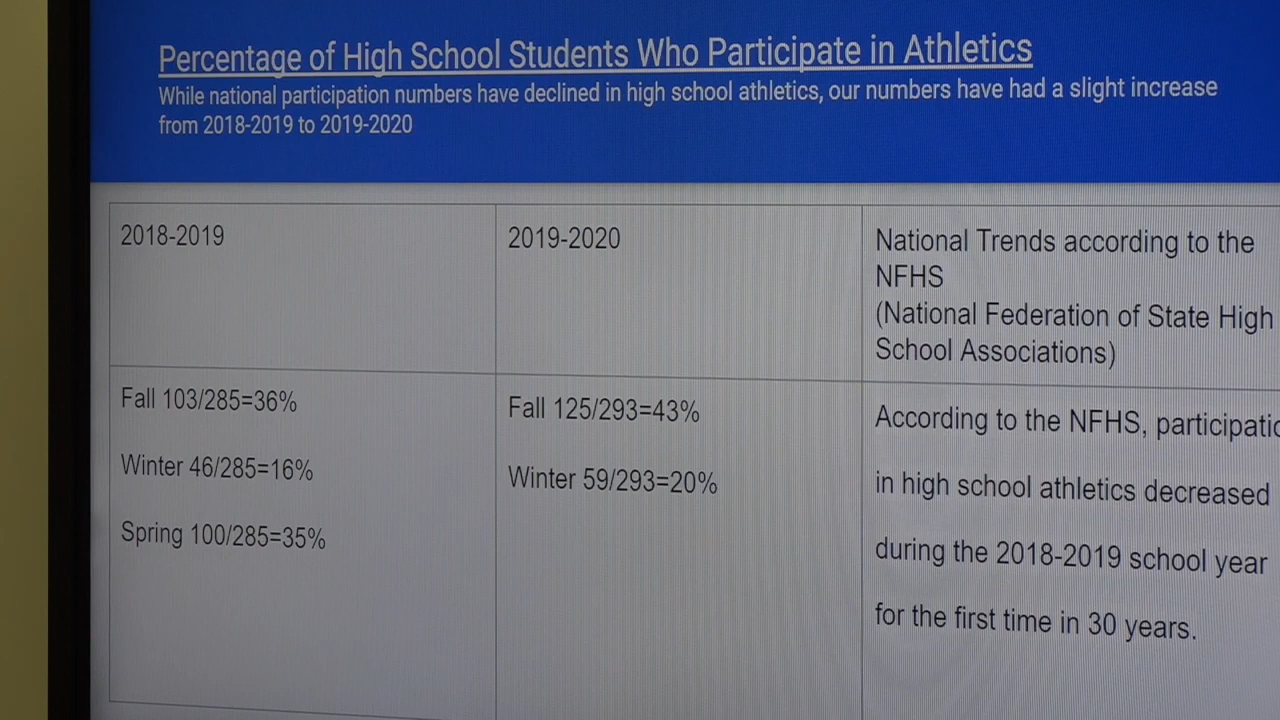 Percentage of High School Students Who Participate in Athletics
While national participation numbers have declined in high school athletics, our numbers have had a slight increase
from 2018-2019 to 2019-2020
2018-2019
2019-2020
National Trends according to the
NFHS
(National Federation of State High
School Associations)
Fall 103/285=36%
Winter 46/285=16%
Spring 100/285=35%
Fall 125/293=43%
Winter 59/293=20%
According to the NFHS, participatio
in high school athletics decreased
during the 2018-2019 school year
for the first time in 30 years.